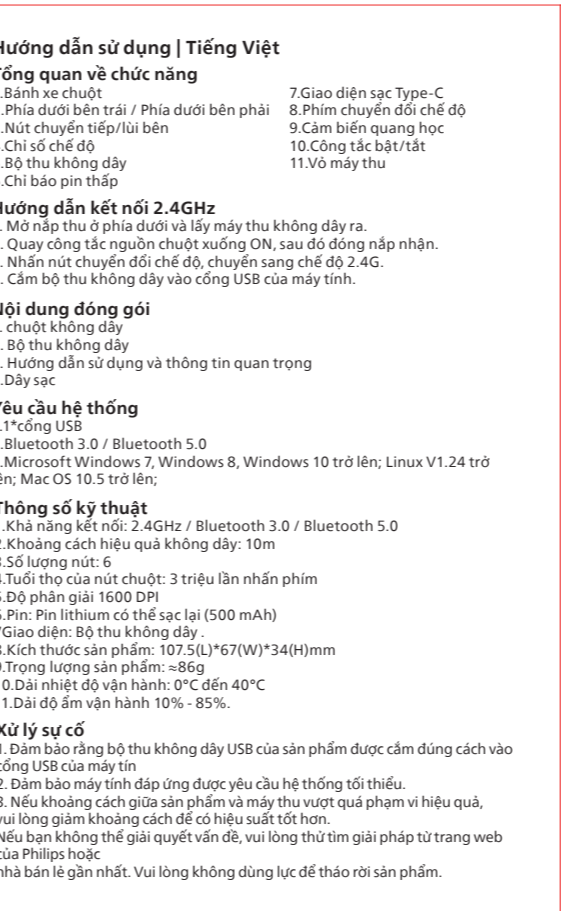 Hướng dẫn sử dụng | Tiếng Việt
Tổng quan về chức năng
.Bánh xe chuột
.Phía dưới bên trái / Phía dưới bên phải
.Nút chuyển tiếp/lùi bên
.Chỉ số chế độ
.Bộ thu không dây
.Chỉ báo pin thấp
7.Giao diện sạc Type-C
8.Phím chuyển đổi chế độ
9.Cảm biến quang học
10.Công tắc bật/tắt
11.Vỏ máy thu
Hướng dẫn kết nối 2.4GHz
. Mở nắp thu ở phía dưới và lấy máy thu không dây ra.
. Quay công tắc nguồn chuột xuống ON, sau đó đóng nắp nhận.
. Nhấn nút chuyển đổi chế độ, chuyển sang chế độ 2.4G.
. Cắm bộ thu không dây vào cổng USB của máy tính.
Nội dung đóng gói
. chuột không dây
. Bộ thu không dây
. Hướng dẫn sử dụng và thông tin quan trọng
.Dây sạc
Yêu cầu hệ thống
.1*cổng USB
.Bluetooth 3.0 / Bluetooth 5.0
.Microsoft Windows 7, Windows 8, Windows 10 trở lên; Linux V1.24 trở
lên; Mac OS 10.5 trở lên;
Thông số kỹ thuật
1.Khả năng kết nối: 2.4GHz / Bluetooth 3.0 / Bluetooth 5.0
2.Khoảng cách hiệu quả không dây: 10m
3.Số lượng nút: 6
4.Tuổi thọ của nút chuột: 3 triệu lần nhấn phím
5.Độ phân giải 1600 DPI
6.Pin: Pin lithium có thể sạc lại (500 mAh)
7Giao diện: Bộ thu không dây .
8.Kích thước sản phẩm: 107.5(L)*67(W)*34(H)mm
9.Trọng lượng sản phẩm: ≈86g
10.Dải nhiệt độ vận hành: 0°C đến 40°C
11.Dải độ ẩm vận hành 10% - 85%.
Xử lý sự cố
1. Đảm bảo rằng bộ thu không dây USB của sản phẩm được cắm đúng cách vào
cổng USB của máy tín
2. Đảm bảo máy tính đáp ứng được yêu cầu hệ thống tối thiểu.
3. Nếu khoảng cách giữa sản phẩm và máy thu vượt quá phạm vi hiệu quả,
vui lòng giảm khoảng cách để có hiệu suất tốt hơn.
Nếu bạn không thể giải quyết vấn đề, vui lòng thử tìm giải pháp từ trang web
của Philips hoặc
nhà bán lẻ gần nhất. Vui lòng không dùng lực để tháo rời sản phẩm.